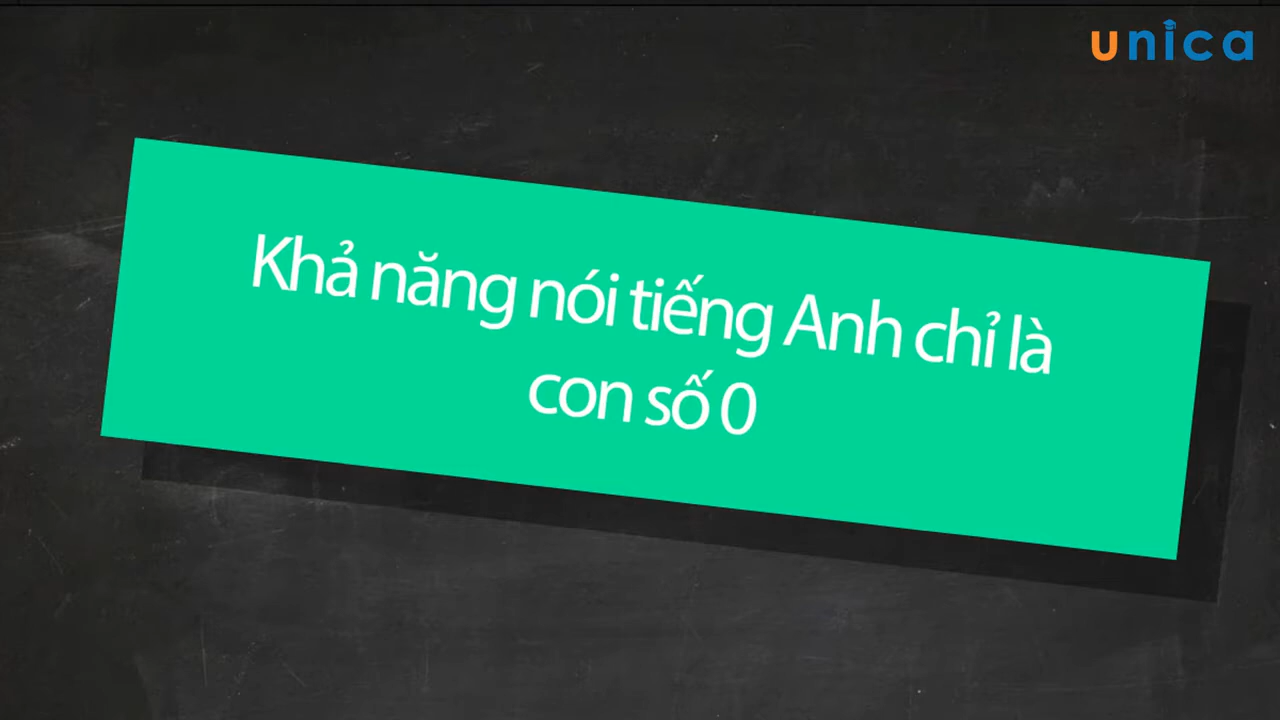 unica
Khả năng nói tiếng Anh chỉ là
con số 0